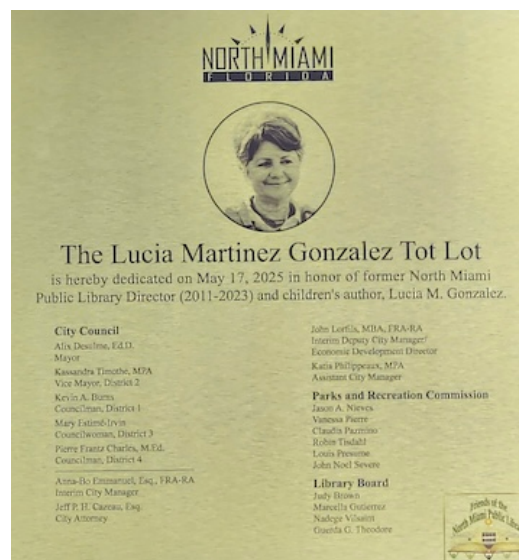 NORTH MIAMI
FLORIDA
The Lucia Martinez Gonzalez Tot Lot
is hereby dedicated on May 17, 2025 in honor of former North Miami
Public Library Director (2011-2023) and children's author, Lucia M. Gonzalez.
City Council
Alix Desulme, Ed.D.
Mayor
Kassandra Timothe, MPA
Vice Mayor, District 2
Kevin A. Burns
Councilman, District 1
Mary Estimé-Irvin
Councilwoman, District 3
Pierre Frantz Charles, M.Ed.
Councilman, District 4
Anna-Bo Emmanuel, Esq., FRA-RA
Interim City Manager
Jeff P. H. Cazeau, Esq.
City Attorney
John Lorfils, MBA, FRA-RA
Interim Deputy City Manager/
Economic Development Director
Katia Philippeaux, MPA
Assistant City Manager
Parks and Recreation Commission
Jason A. Nieves
Vanessa Pierre
Claudia Pazmino
Robin Tisdahl
Louis Presume
John Noel Severe
Library Board
Judy Brown
Marcella Gutierrez
Nadege Vilsaint
Guerda G. Theodore
Friends of the
North Miami Public